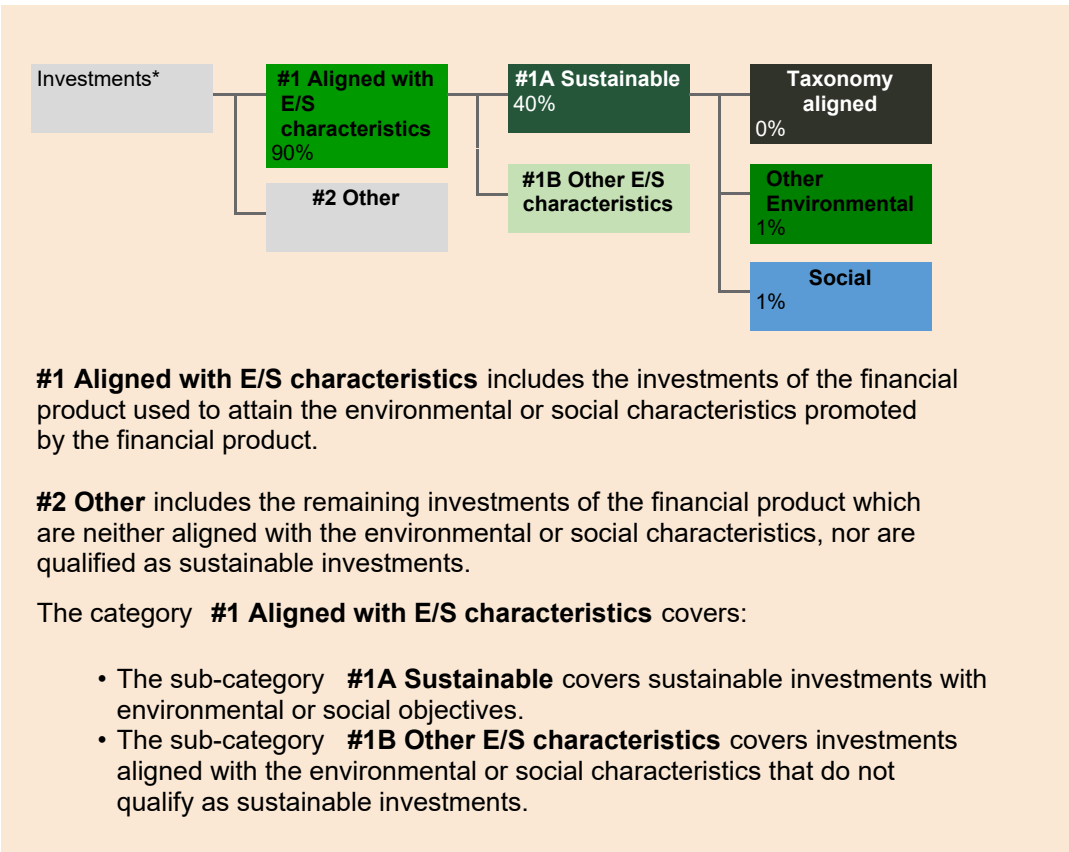 Investments*
#1 Aligned with
E/S
characteristics
90%
#2 Other
#1A Sustainable
40%
#1B Other E/S
characteristics
Taxonomy
aligned
0%
Other
Environmental
1%
Social
1%
#1 Aligned with E/S characteristics includes the investments of the financial
product used to attain the environmental or social characteristics promoted
by the financial product.
#2 Other includes the remaining investments of the financial product which
are neither aligned with the environmental or social characteristics, nor are
qualified as sustainable investments.
The category #1 Aligned with E/S characteristics covers:
• The sub-category #1A Sustainable covers sustainable investments with
environmental or social objectives.
• The sub-category #1B Other E/S characteristics covers investments
aligned with the environmental or social characteristics that do not
qualify as sustainable investments.